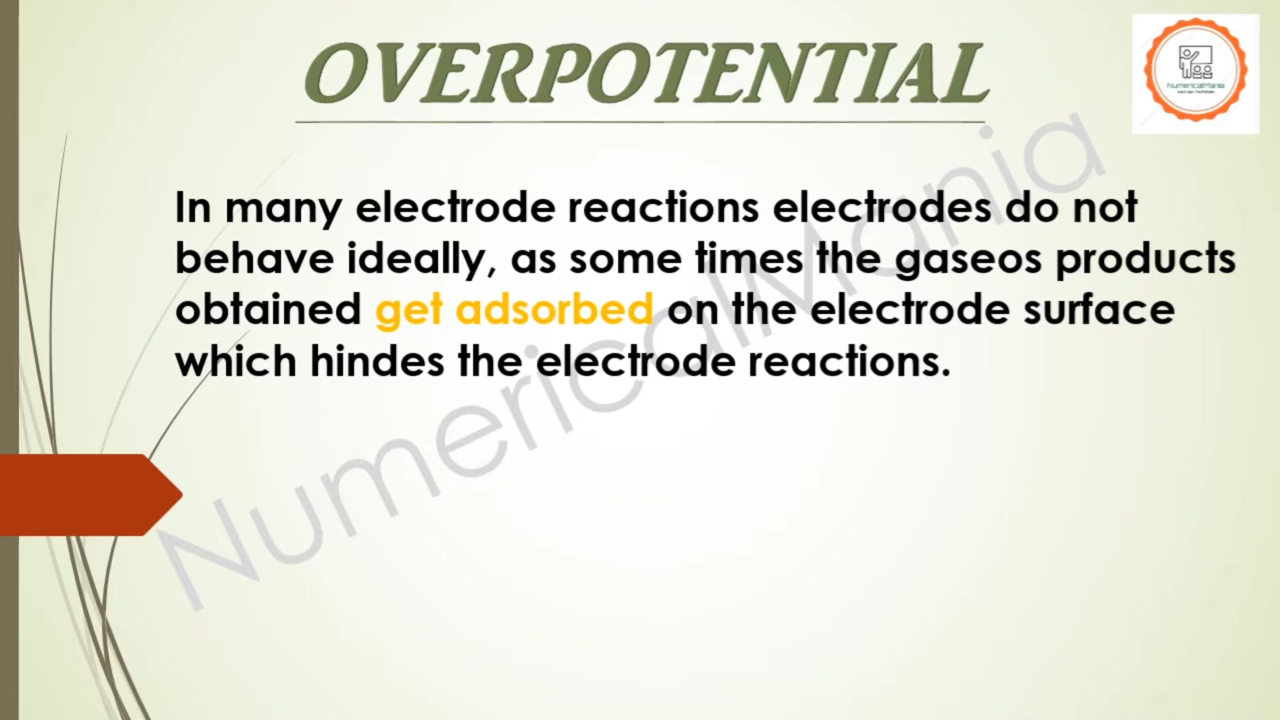 OVERPOTENTIAL
NumericalMania
In many electrode reactions electrodes do not
behave ideally, as some times the gaseos products
obtained get adsorbed on the electrode surface
which hindes the electrode reactions.
NumericalMania